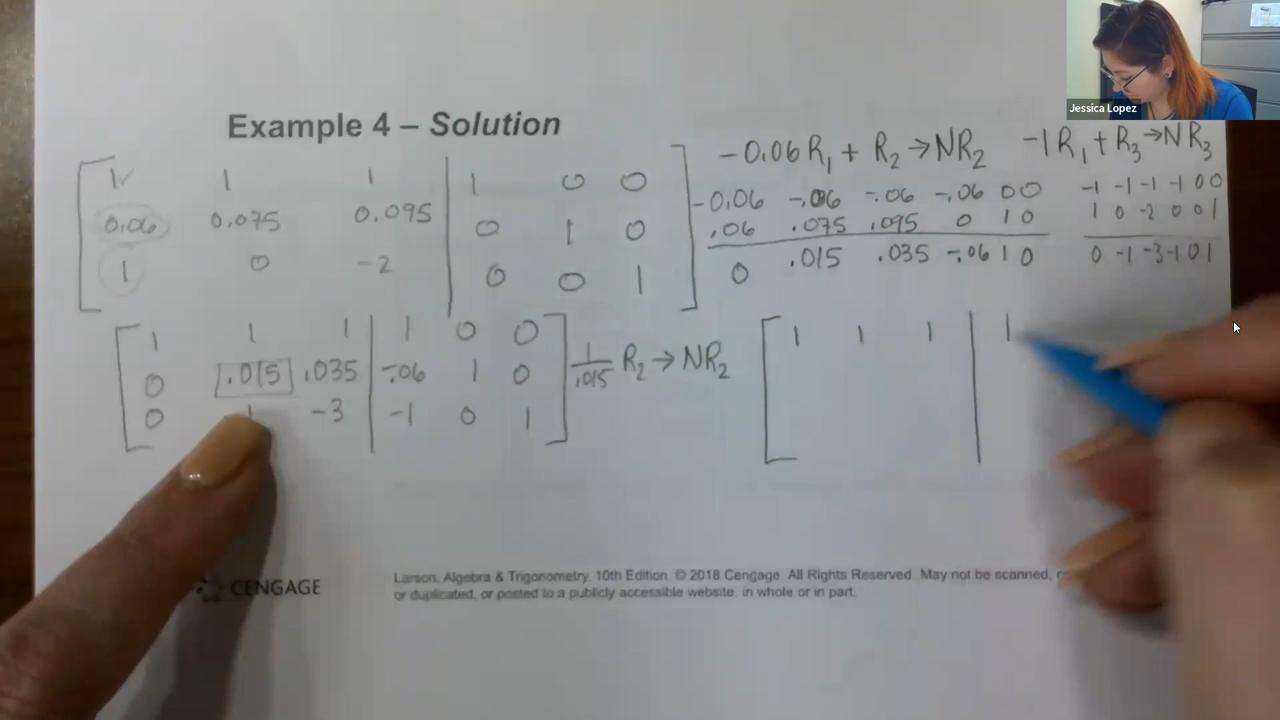 Jessica Lopez
Example 4 – Solution
1 1 1 | 1 0 0
0.06 0.075 0.095 | 0 1 0
1 0 -2 | 0 0 1
-0.06 R₁ + R₂ → NR₂
-0.06 -.06 -.06 -.06 0 0
.06 .075 .095 0 1 0
0 .015 .035 -.06 1 0
-1 R₁ + R₃ → NR₃
-1 -1 -1 -1 0 0
1 0 -2 0 0 1
0 -1 -3 -1 0 1
1 1 1 | 1 0 0
0 .015 .035 | -.06 1 0
0 1 -3 | -1 0 1
1/.015 R₂ → NR₂
1 1 1 | 1
CENGAGE
Larson, Algebra & Trigonometry, 10th Edition. © 2018 Cengage. All Rights Reserved. May not be scanned,
or duplicated, or posted to a publicly accessible website, in whole or in part.